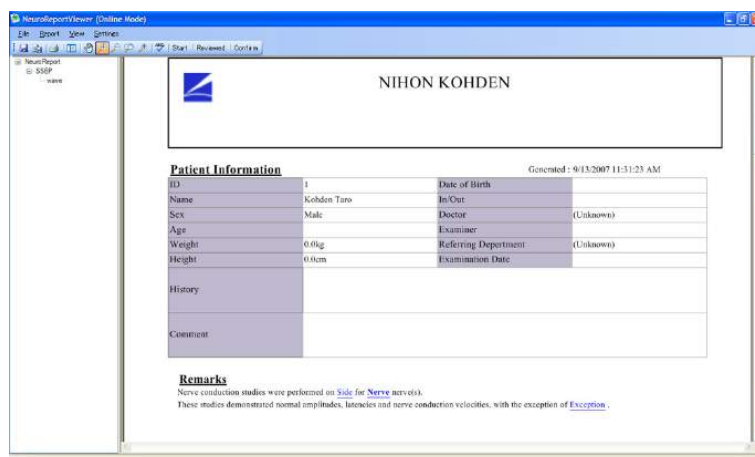 NeuroReportViewer (Online Mode)
File Report View Settings
Start Reviewed Confirm
NeuroReport
SSEP
wave
NIHON KOHDEN
Patient Information
Generated : 9/13/2007 11:31:23 AM
ID 1 Date of Birth
Name Kohden Taro In/Out
Sex Male Doctor (Unknown)
Age Examiner
Weight 0.0kg Referring Depertment (Unknown)
Height 0.0cm Examination Date
History
Comment
Remarks
Nerve conduction studies were performed on Side for Nerve nerve(s).
These studies demonstrated normal amplitudes, latencies and nerve conduction velocities, with the exception of Exception .